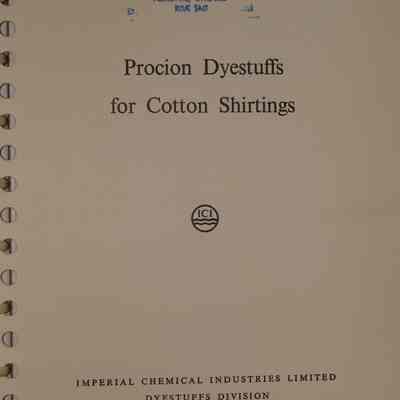 Procion Dyestuffs
for Cotton Shirtings
ICI
IMPERIAL CHEMICAL INDUSTRIES LIMITED
DYESTUFFS DIVISION